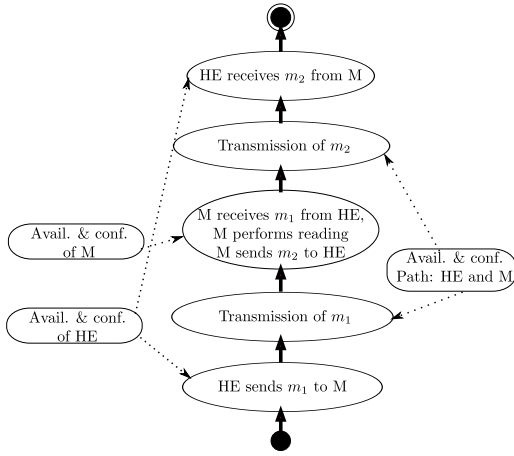 HE receives m₂ from M
Transmission of m₂
M receives m₁ from HE,
M performs reading
M sends m₂ to HE
Avail. & conf.
of M
Avail. & conf.
Path: HE and M
Transmission of m₁
Avail. & conf.
of HE
HE sends m₁ to M